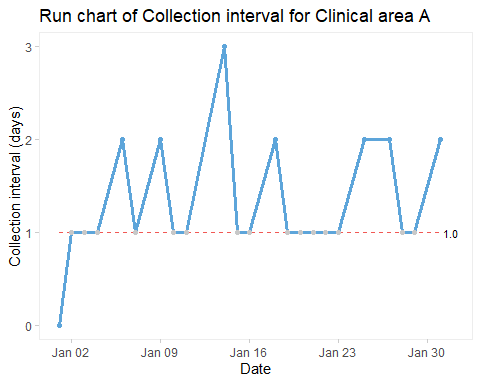 Run chart of Collection interval for Clinical area A
Collection interval (days)
3
2
1
0
1.0
Jan 02 Jan 09 Jan 16 Jan 23 Jan 30
Date